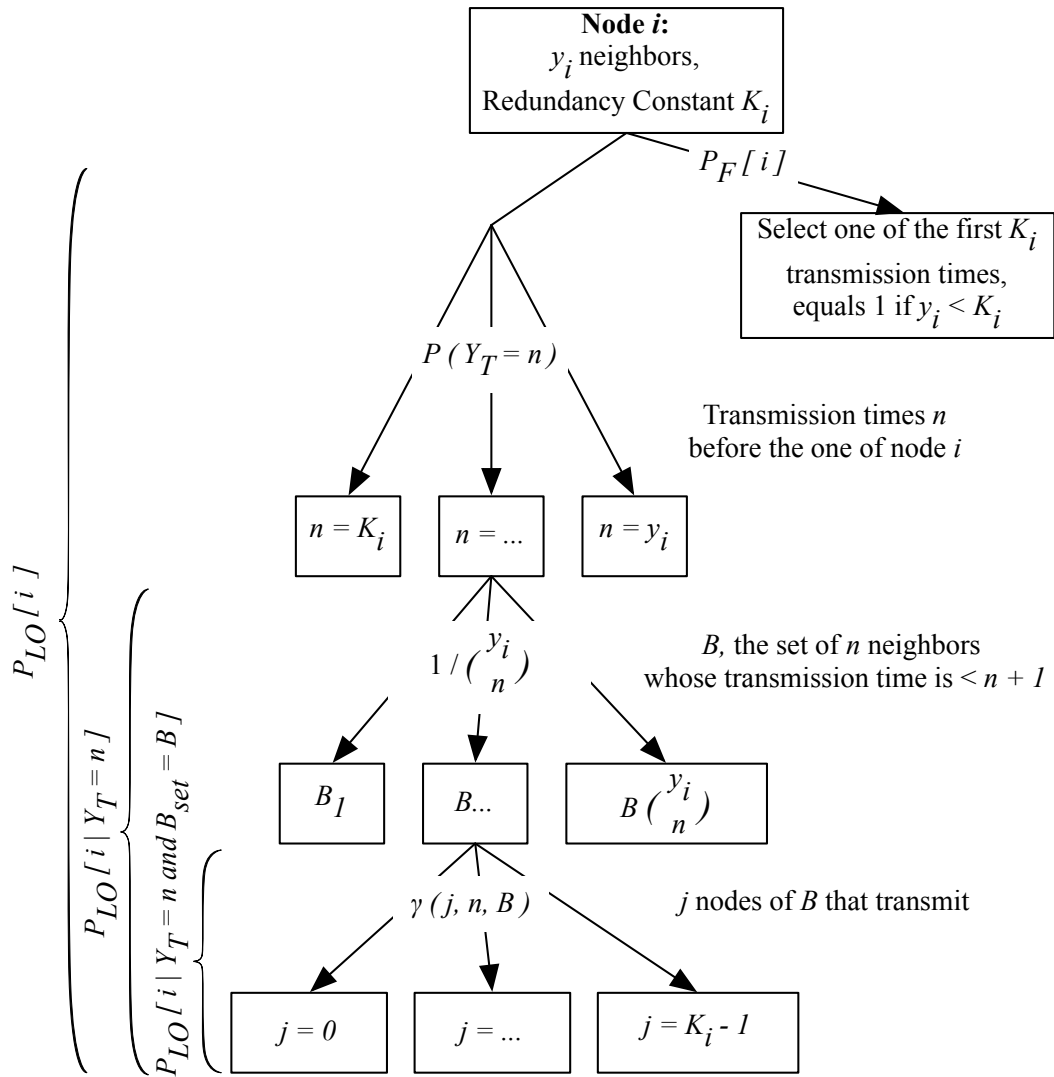 Node i:
y_i neighbors,
Redundancy Constant K_i
P_F [ i ]
Select one of the first K_i
transmission times,
equals 1 if y_i < K_i
P ( Y_T = n )
Transmission times n
before the one of node i
n = K_i
n = ...
n = y_i
P_LO [ i ]
1 / ( y_i
n )
B, the set of n neighbors
whose transmission time is < n + 1
P_LO [ i | Y_T = n ]
B_1
B...
B ( y_i
n )
P_LO [ i | Y_T = n and B_set = B ]
γ ( j, n, B )
j nodes of B that transmit
j = 0
j = ...
j = K_i - 1